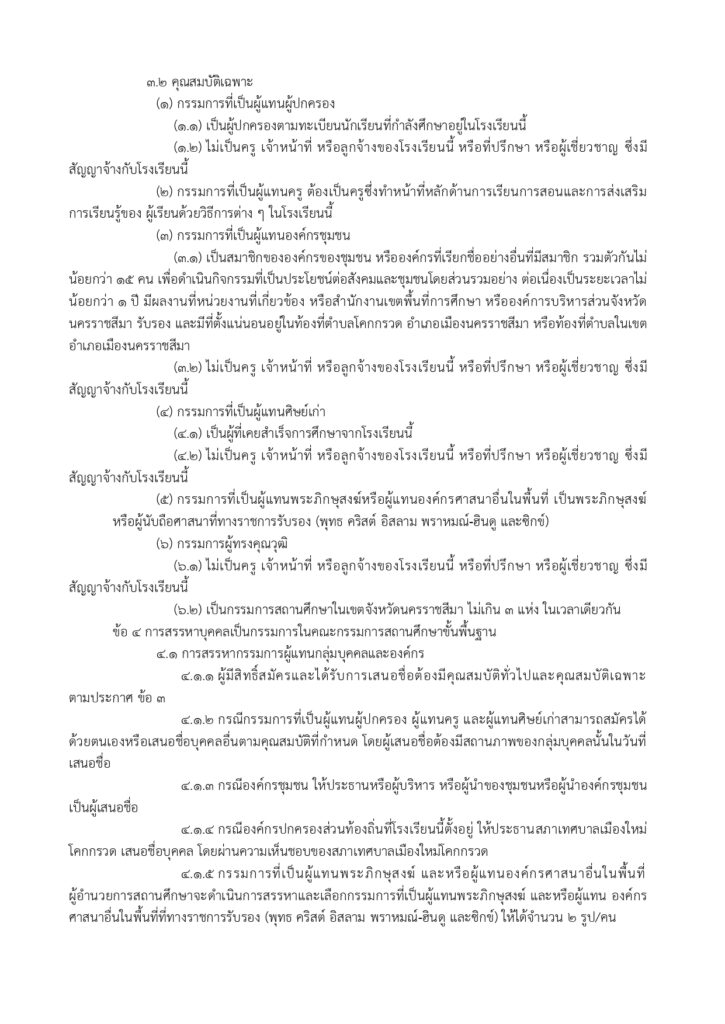 ๓.๒ คุณสมบัติเฉพาะ
(๑) กรรมการที่เป็นผู้แทนผู้ปกครอง
(๑.๑) เป็นผู้ปกครองตามทะเบียนนักเรียนที่กำลังศึกษาอยู่ในโรงเรียนนี้
(๑.๒) ไม่เป็นครู เจ้าหน้าที่ หรือลูกจ้างของโรงเรียนนี้ หรือที่ปรึกษา หรือผู้เชี่ยวชาญ ซึ่งมี
สัญญาจ้างกับโรงเรียนนี้
(๒) กรรมการที่เป็นผู้แทนครู ต้องเป็นครูซึ่งทำหน้าที่หลักด้านการเรียนการสอนและการส่งเสริม
การเรียนรู้ของ ผู้เรียนด้วยวิธีการต่าง ๆ ในโรงเรียนนี้
(๓) กรรมการที่เป็นผู้แทนองค์กรชุมชน
(๓.๑) เป็นสมาชิกขององค์กรของชุมชน หรือองค์กรที่เรียกชื่ออย่างอื่นที่มีสมาชิก รวมตัวกันไม่
น้อยกว่า ๑๕ คน เพื่อดำเนินกิจกรรมที่เป็นประโยชน์ต่อสังคมและชุมชนโดยส่วนรวมอย่าง ต่อเนื่องเป็นระยะเวลาไม่
น้อยกว่า ๑ ปี มีผลงานที่หน่วยงานที่เกี่ยวข้อง หรือสำนักงานเขตพื้นที่การศึกษา หรือองค์การบริหารส่วนจังหวัด
นครราชสีมา รับรอง และมีที่ตั้งแน่นอนอยู่ในท้องที่ตำบลโคกกรวด อำเภอเมืองนครราชสีมา หรือท้องที่ตำบลในเขต
อำเภอเมืองนครราชสีมา
(๓.๒) ไม่เป็นครู เจ้าหน้าที่ หรือลูกจ้างของโรงเรียนนี้ หรือที่ปรึกษา หรือผู้เชี่ยวชาญ ซึ่งมี
สัญญาจ้างกับโรงเรียนนี้
(๔) กรรมการที่เป็นผู้แทนศิษย์เก่า
(๔.๑) เป็นผู้ที่เคยสำเร็จการศึกษาจากโรงเรียนนี้
(๔.๒) ไม่เป็นครู เจ้าหน้าที่ หรือลูกจ้างของโรงเรียนนี้ หรือที่ปรึกษา หรือผู้เชี่ยวชาญ ซึ่งมี
สัญญาจ้างกับโรงเรียนนี้
(๕) กรรมการที่เป็นผู้แทนพระภิกษุสงฆ์หรือผู้แทนองค์กรศาสนาอื่นในพื้นที่ เป็นพระภิกษุสงฆ์
หรือผู้นับถือศาสนาที่ทางราชการรับรอง (พุทธ คริสต์ อิสลาม พราหมณ์-ฮินดู และซิกข์)
(๖) กรรมการผู้ทรงคุณวุฒิ
(๖.๑) ไม่เป็นครู เจ้าหน้าที่ หรือลูกจ้างของโรงเรียนนี้ หรือที่ปรึกษา หรือผู้เชี่ยวชาญ ซึ่งมี
สัญญาจ้างกับโรงเรียนนี้
(๖.๒) เป็นกรรมการสถานศึกษาในเขตจังหวัดนครราชสีมา ไม่เกิน ๓ แห่ง ในเวลาเดียวกัน
ข้อ ๔ การสรรหาบุคคลเป็นกรรมการในคณะกรรมการสถานศึกษาขั้นพื้นฐาน
๔.๑ การสรรหากรรมการผู้แทนกลุ่มบุคคลและองค์กร
๔.๑.๑ ผู้มีสิทธิ์สมัครและได้รับการเสนอชื่อต้องมีคุณสมบัติทั่วไปและคุณสมบัติเฉพาะ
ตามประกาศ ข้อ ๓
๔.๑.๒ กรณีกรรมการที่เป็นผู้แทนผู้ปกครอง ผู้แทนครู และผู้แทนศิษย์เก่าสามารถสมัครได้
ด้วยตนเองหรือเสนอชื่อบุคคลอื่นตามคุณสมบัติที่กำหนด โดยผู้เสนอชื่อต้องมีสถานภาพของกลุ่มบุคคลนั้นในวันที่
เสนอชื่อ
๔.๑.๓ กรณีองค์กรชุมชน ให้ประธานหรือผู้บริหาร หรือผู้นำของชุมชนหรือผู้นำองค์กรชุมชน
เป็นผู้เสนอชื่อ
๔.๑.๔ กรณีองค์กรปกครองส่วนท้องถิ่นที่โรงเรียนนี้ตั้งอยู่ ให้ประธานสภาเทศบาลเมืองใหม่
โคกกรวด เสนอชื่อบุคคล โดยผ่านความเห็นชอบของสภาเทศบาลเมืองใหม่โคกกรวด
๔.๑.๕ กรรมการที่เป็นผู้แทนพระภิกษุสงฆ์ และหรือผู้แทนองค์กรศาสนาอื่นในพื้นที่
ผู้อำนวยการสถานศึกษาจะดำเนินการสรรหาและเลือกกรรมการที่เป็นผู้แทนพระภิกษุสงฆ์ และหรือผู้แทน องค์กร
ศาสนาอื่นในพื้นที่ที่ทางราชการรับรอง (พุทธ คริสต์ อิสลาม พราหมณ์-ฮินดู และซิกข์) ให้ได้จำนวน ๒ รูป/คน